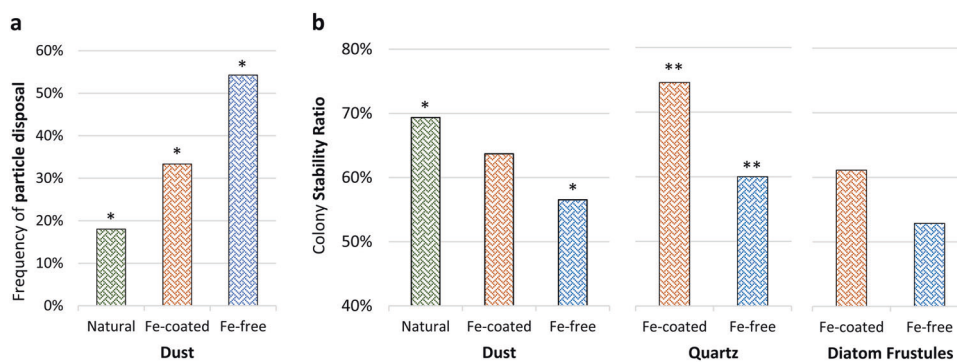 a
Frequency of particle disposal
60%
50%
40%
30%
20%
10%
0%
*
*
*
Natural
Fe-coated
Fe-free
Dust
b
Colony Stability Ratio
80%
70%
60%
50%
40%
*
*
Natural
Fe-coated
Fe-free
Dust
**
**
Fe-coated
Fe-free
Quartz
Fe-coated
Fe-free
Diatom Frustules